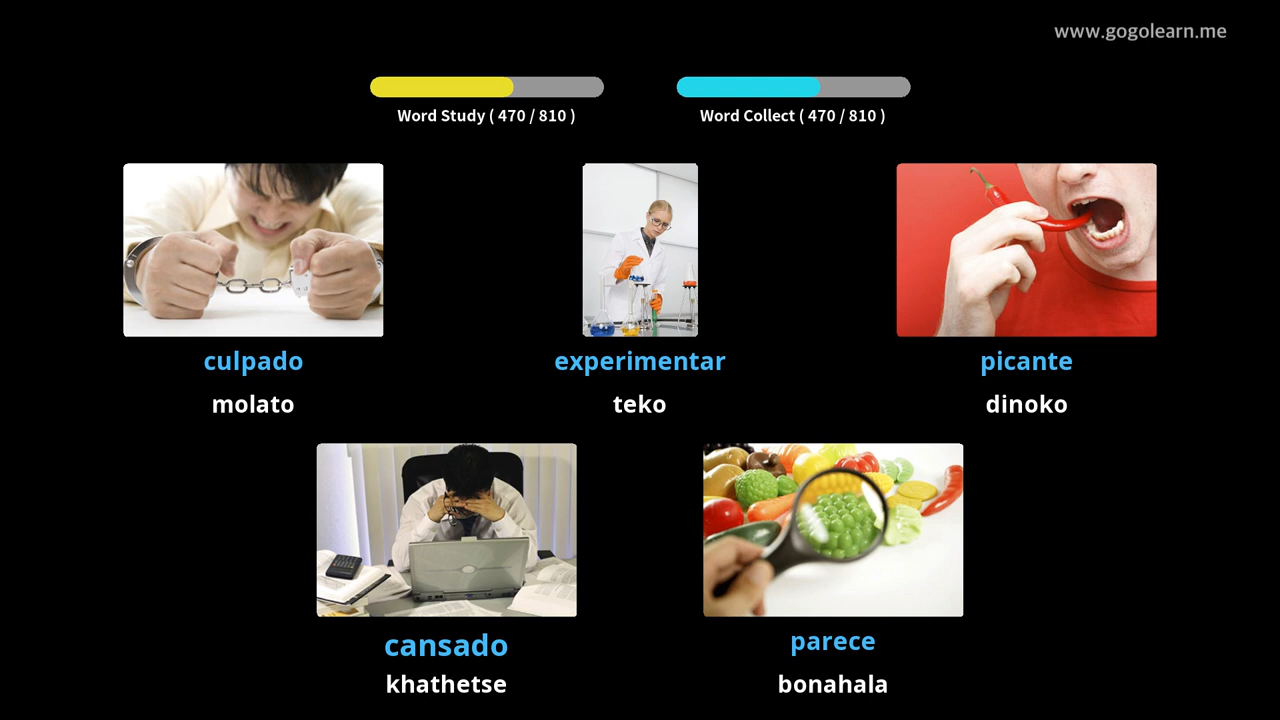 www.gogolearn.me
Word Study ( 470 / 810 )
Word Collect ( 470 / 810 )
culpado
molato
experimentar
teko
picante
dinoko
cansado
khathetse
parece
bonahala